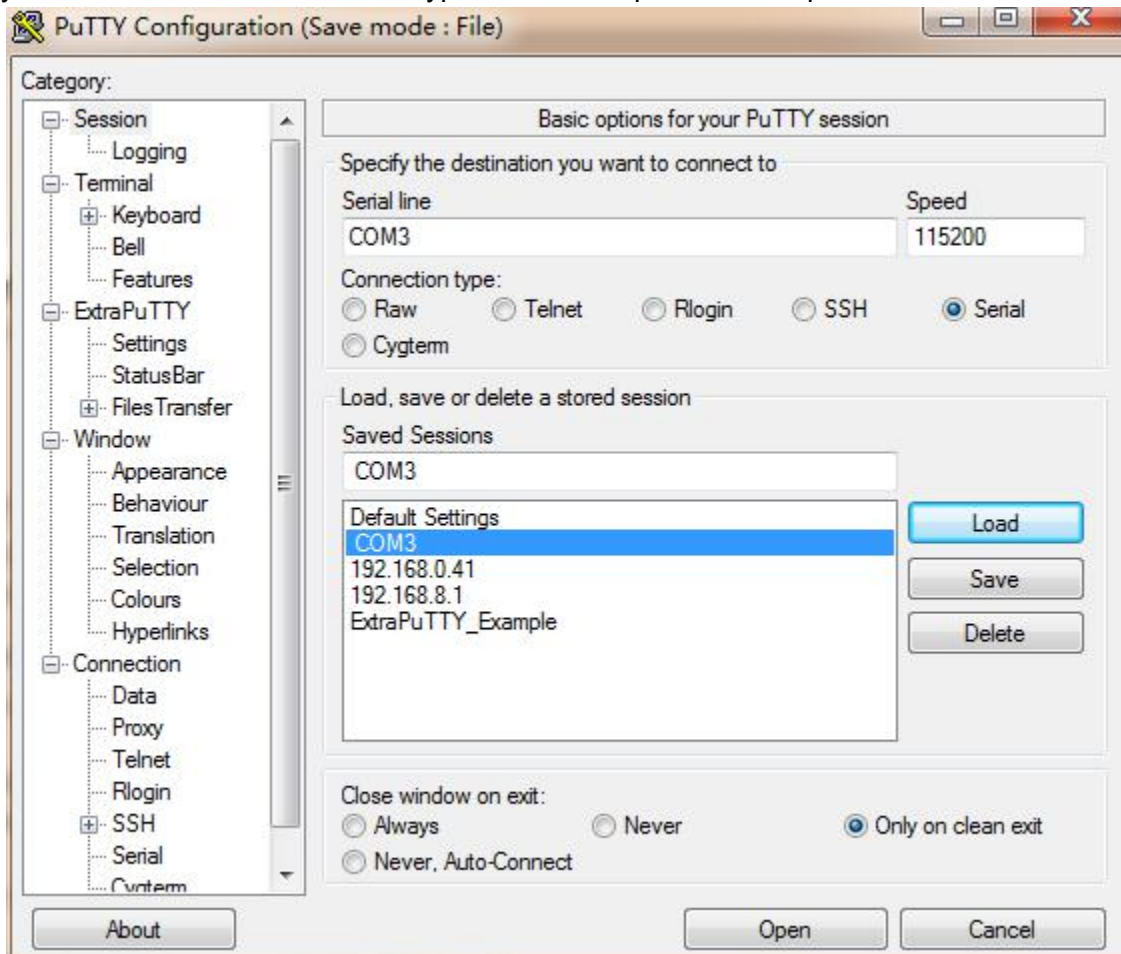 PuTTY Configuration (Save mode : File)
Category:
Session
Logging
Terminal
Keyboard
Bell
Features
ExtraPuTTY
Settings
StatusBar
FilesTransfer
Window
Appearance
Behaviour
Translation
Selection
Colours
Hyperlinks
Connection
Data
Proxy
Telnet
Rlogin
SSH
Serial
Cygterm
About
Basic options for your PuTTY session
Specify the destination you want to connect to
Serial line Speed
COM3 115200
Connection type:
Raw Telnet Rlogin SSH Serial
Cygterm
Load, save or delete a stored session
Saved Sessions
COM3
Default Settings
COM3
192.168.0.41
192.168.8.1
ExtraPuTTY_Example
Load
Save
Delete
Close window on exit:
Always Never Only on clean exit
Never, Auto-Connect
Open Cancel